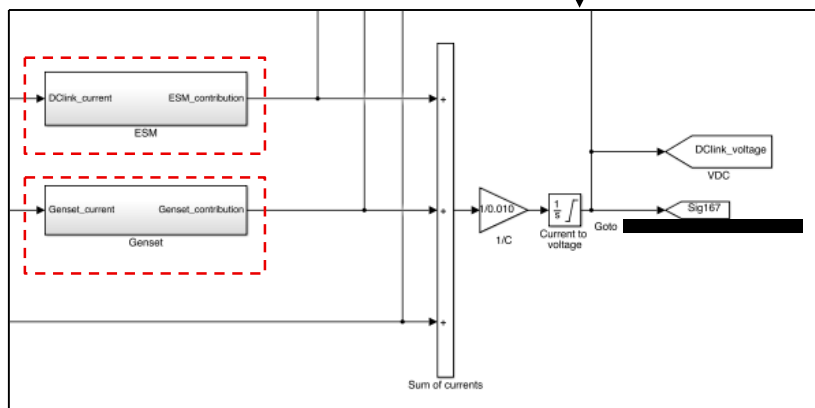 DClink_current ESM_contribution
ESM
Genset_current Genset_contribution
Genset
+
+
+
Sum of currents
1/0.010
1/C
1
s
Current to
voltage
DClink_voltage
VDC
Sig167
Goto